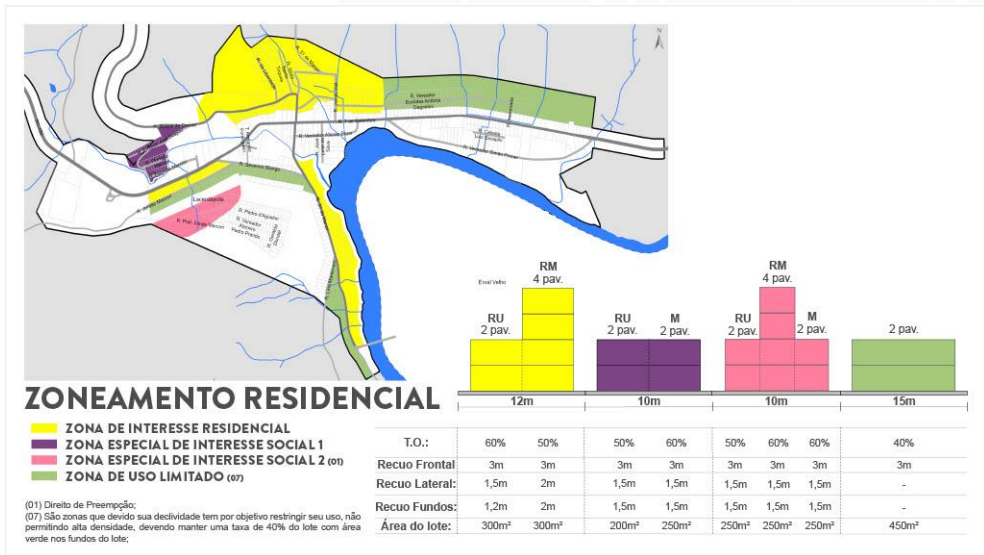 N
Lacerdópolis
R. Pedro d'Agostini
Erval Velho
RM
4 pav.
RU
2 pav.
RU
2 pav.
M
2 pav.
RM
4 pav.
RU
2 pav.
M
2 pav.
2 pav.
12m 10m 10m 15m
ZONEAMENTO RESIDENCIAL
ZONA DE INTERESSE RESIDENCIAL
ZONA ESPECIAL DE INTERESSE SOCIAL 1
ZONA ESPECIAL DE INTERESSE SOCIAL 2 (01)
ZONA DE USO LIMITADO (07)
(01) Direito de Preempção;
(07) São zonas que devido sua declividade tem por objetivo restringir seu uso, não
permitindo alta densidade, devendo manter uma taxa de 40% do lote com área
verde nos fundos do lote;
T.O.: 60% 50% 50% 60% 50% 60% 60% 40%
Recuo Frontal 3m 3m 3m 3m 3m 3m 3m 3m
Recuo Lateral: 1,5m 2m 1,5m 1,5m 1,5m 1,5m 1,5m -
Recuo Fundos: 1,2m 2m 1,5m 1,5m 1,5m 1,5m 1,5m -
Área do lote: 300m² 300m² 200m² 250m² 250m² 250m² 250m² 450m²